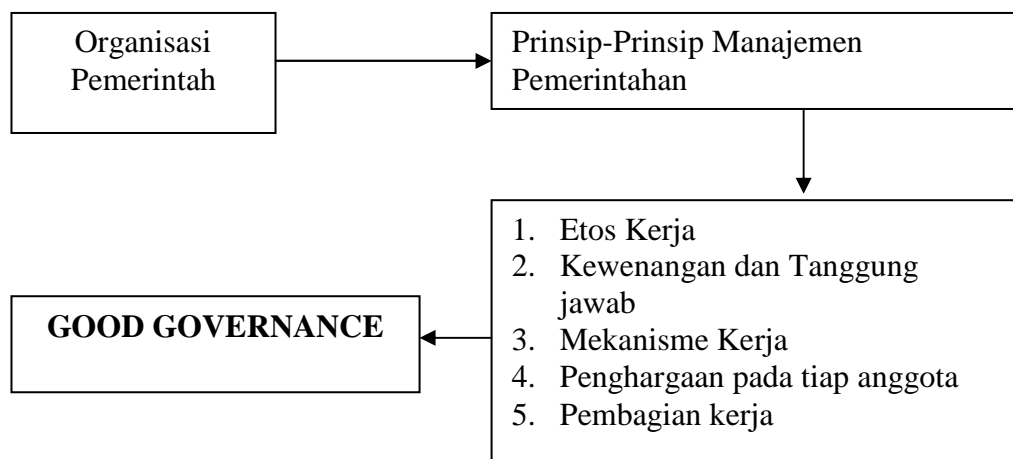 Organisasi
Pemerintah
Prinsip-Prinsip Manajemen
Pemerintahan
1. Etos Kerja
2. Kewenangan dan Tanggung
jawab
3. Mekanisme Kerja
4. Penghargaan pada tiap anggota
5. Pembagian kerja
GOOD GOVERNANCE